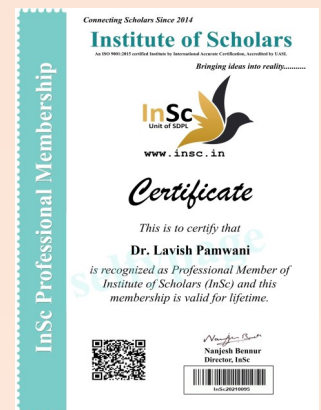 Connecting Scholars Since 2014
Institute of Scholars
An ISO 9001:2015 certified Institute by International Accurate Certification, Accredited by UASL
Bringing ideas into reality..........
InSc
Unit of SDPL
www.insc.in
InSc Professional Membership
Certificate
This is to certify that
Dr. Lavish Pamwani
is recognized as Professional Member of
Institute of Scholars (InSc) and this
membership is valid for lifetime.
Nanjesh Bennur
Director, InSc
InSc20210095